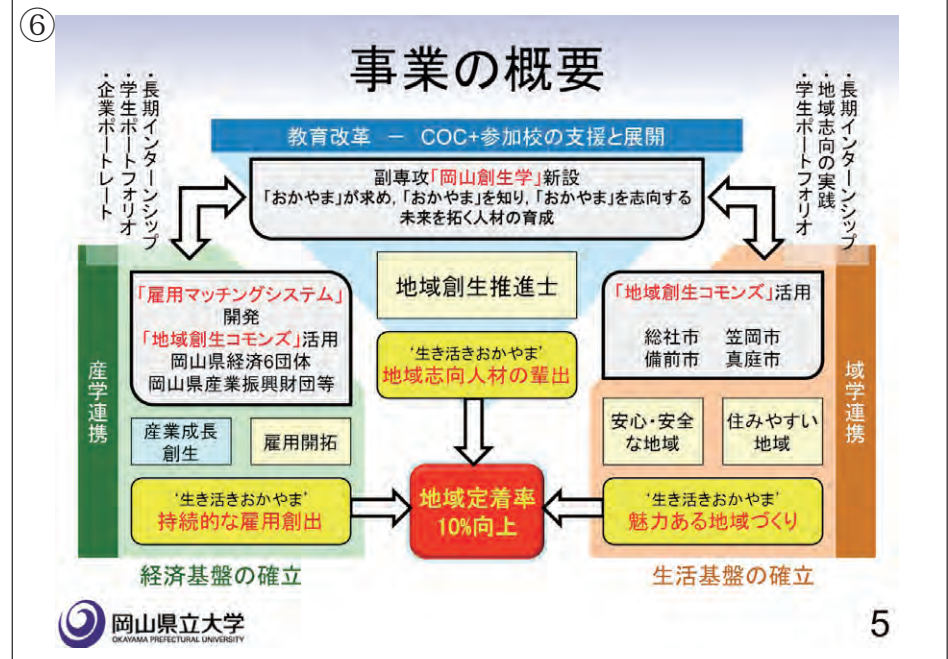 ⑥
事業の概要
・長期インターンシップ
・学生ポートフォリオ
・企業ポートレート
・長期インターンシップ
・地域志向の実践
・学生ポートフォリオ
教育改革 － COC+参加校の支援と展開
副専攻「岡山創生学」新設
「おかやま」が求め,「おかやま」を知り,「おかやま」を志向する
未来を拓く人材の育成
産学連携
「雇用マッチングシステム」
開発
「地域創生コモンズ」活用
岡山県経済6団体
岡山県産業振興財団等
産業成長
創生
雇用開拓
‘生き活きおかやま’
持続的な雇用創出
経済基盤の確立
地域創生推進士
‘生き活きおかやま’
地域志向人材の輩出
地域定着率
10%向上
「地域創生コモンズ」活用
総社市 笠岡市
備前市 真庭市
安心・安全
な地域
住みやすい
地域
‘生き活きおかやま’
魅力ある地域づくり
生活基盤の確立
域学連携
岡山県立大学
OKAYAMA PREFECTURAL UNIVERSITY
5